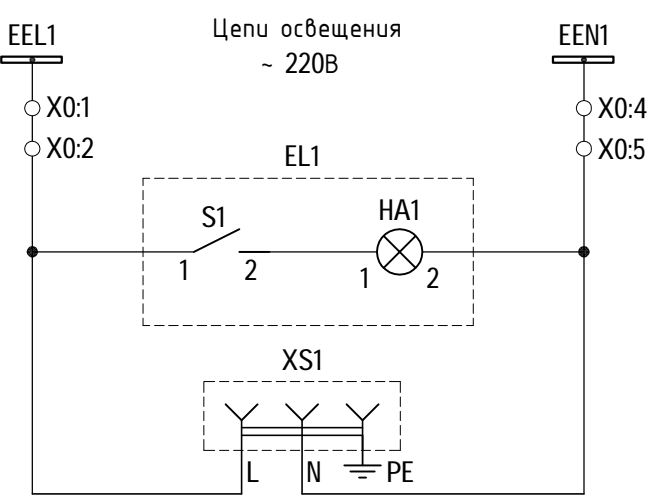 Цепи освещения
~ 220В
EEL1
EEN1
X0:1
X0:4
X0:2
X0:5
EL1
S1
HA1
1
2
1
2
XS1
L
N
PE